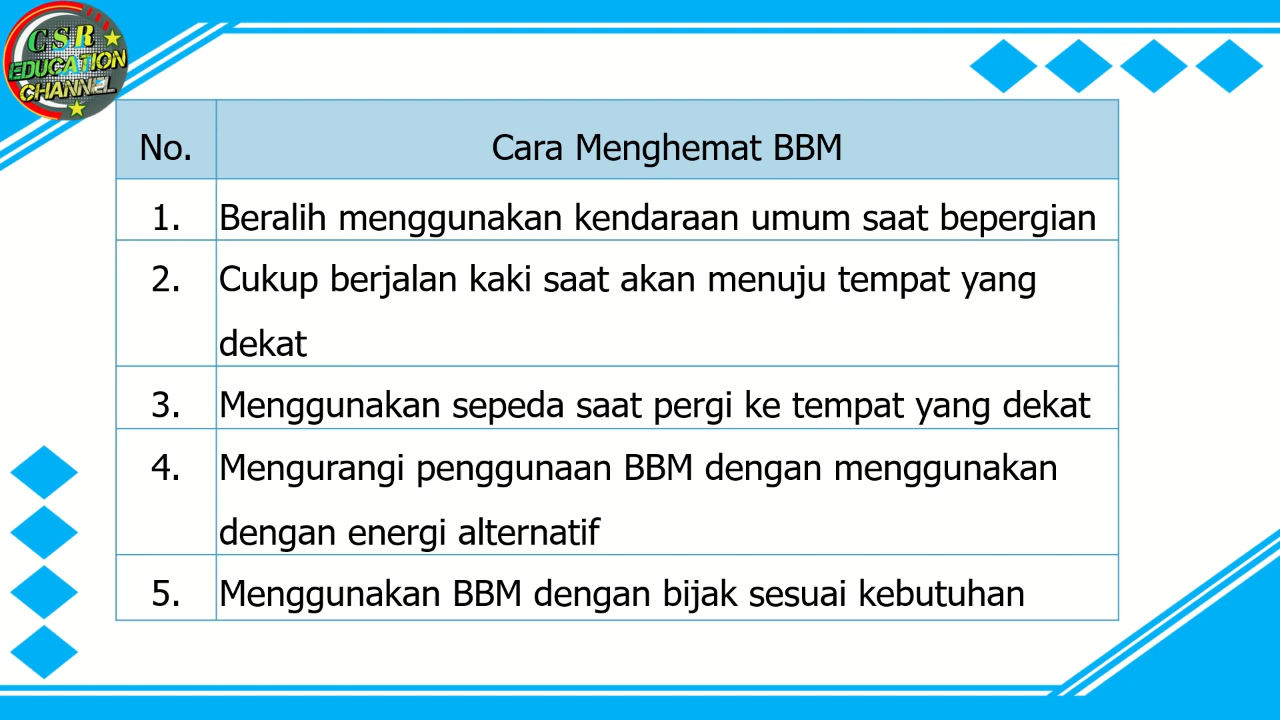 CSR
EDUCATION
CHANNEL
No. Cara Menghemat BBM
1. Beralih menggunakan kendaraan umum saat bepergian
2. Cukup berjalan kaki saat akan menuju tempat yang
dekat
3. Menggunakan sepeda saat pergi ke tempat yang dekat
4. Mengurangi penggunaan BBM dengan menggunakan
dengan energi alternatif
5. Menggunakan BBM dengan bijak sesuai kebutuhan